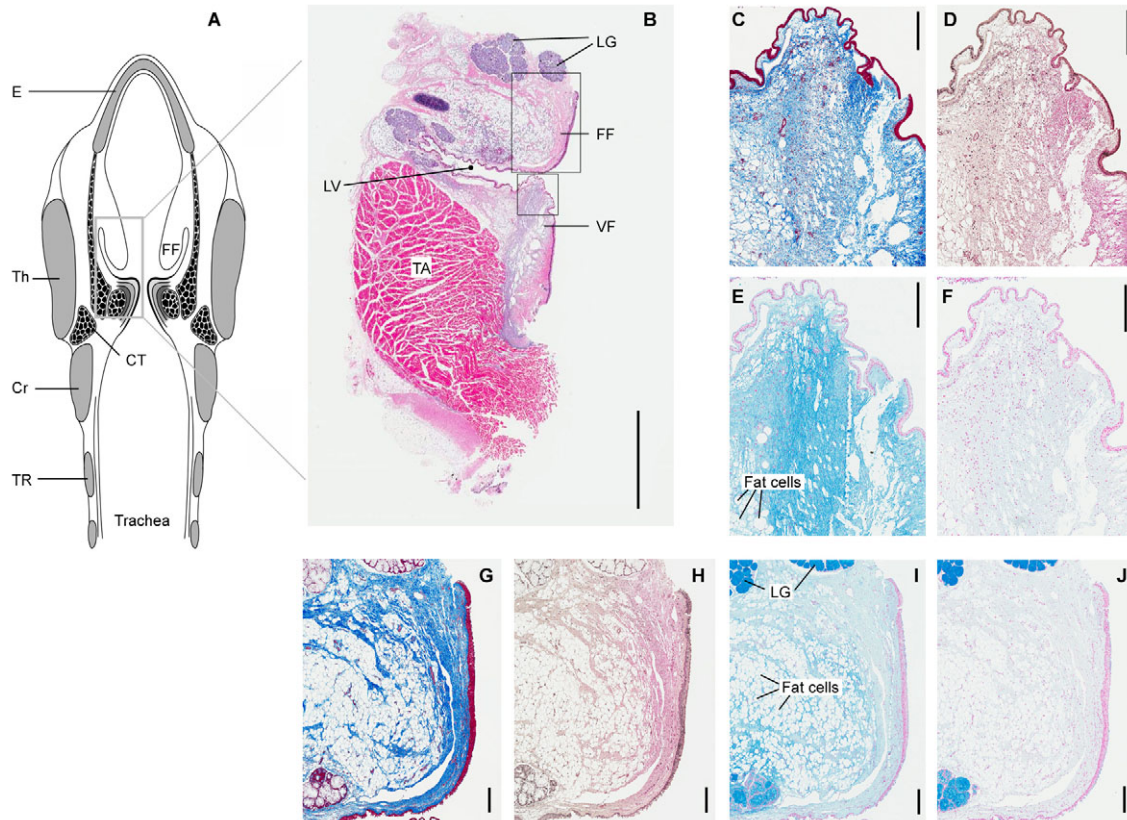 A
E
FF
Th
CT
Cr
TR
Trachea
B
LG
FF
LV
VF
TA
C
D
E
F
Fat cells
G
H
I
LG
Fat cells
J